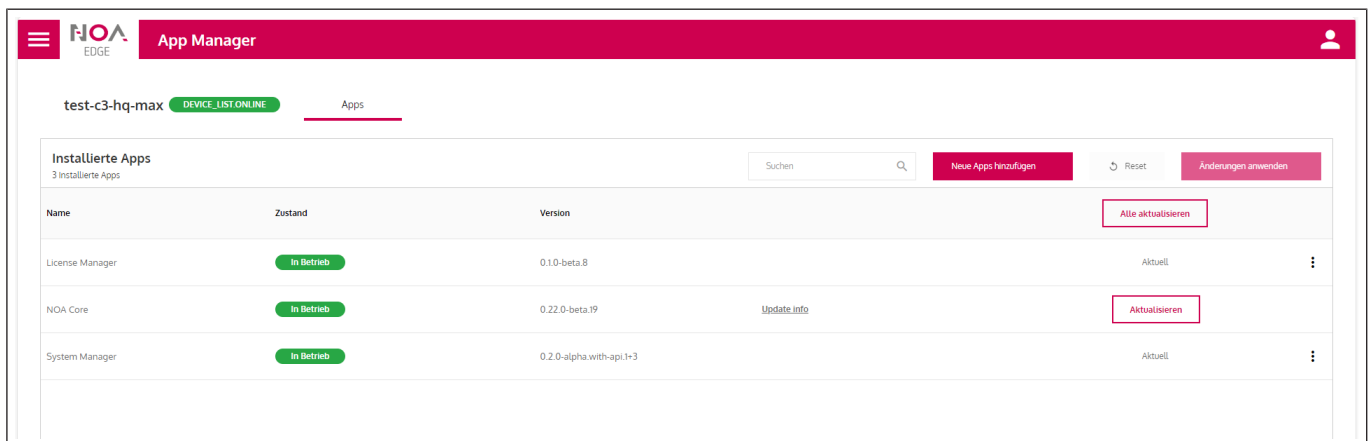 NOA
EDGE
App Manager
test-c3-hq-max DEVICE_LIST.ONLINE Apps
Installierte Apps
3 Installierte Apps
Suchen Neue Apps hinzufügen Reset Änderungen anwenden
Name Zustand Version Alle aktualisieren
License Manager In Betrieb 0.1.0-beta.8 Aktuell
NOA Core In Betrieb 0.22.0-beta.19 Update info Aktualisieren
System Manager In Betrieb 0.2.0-alpha.with-api.1+3 Aktuell